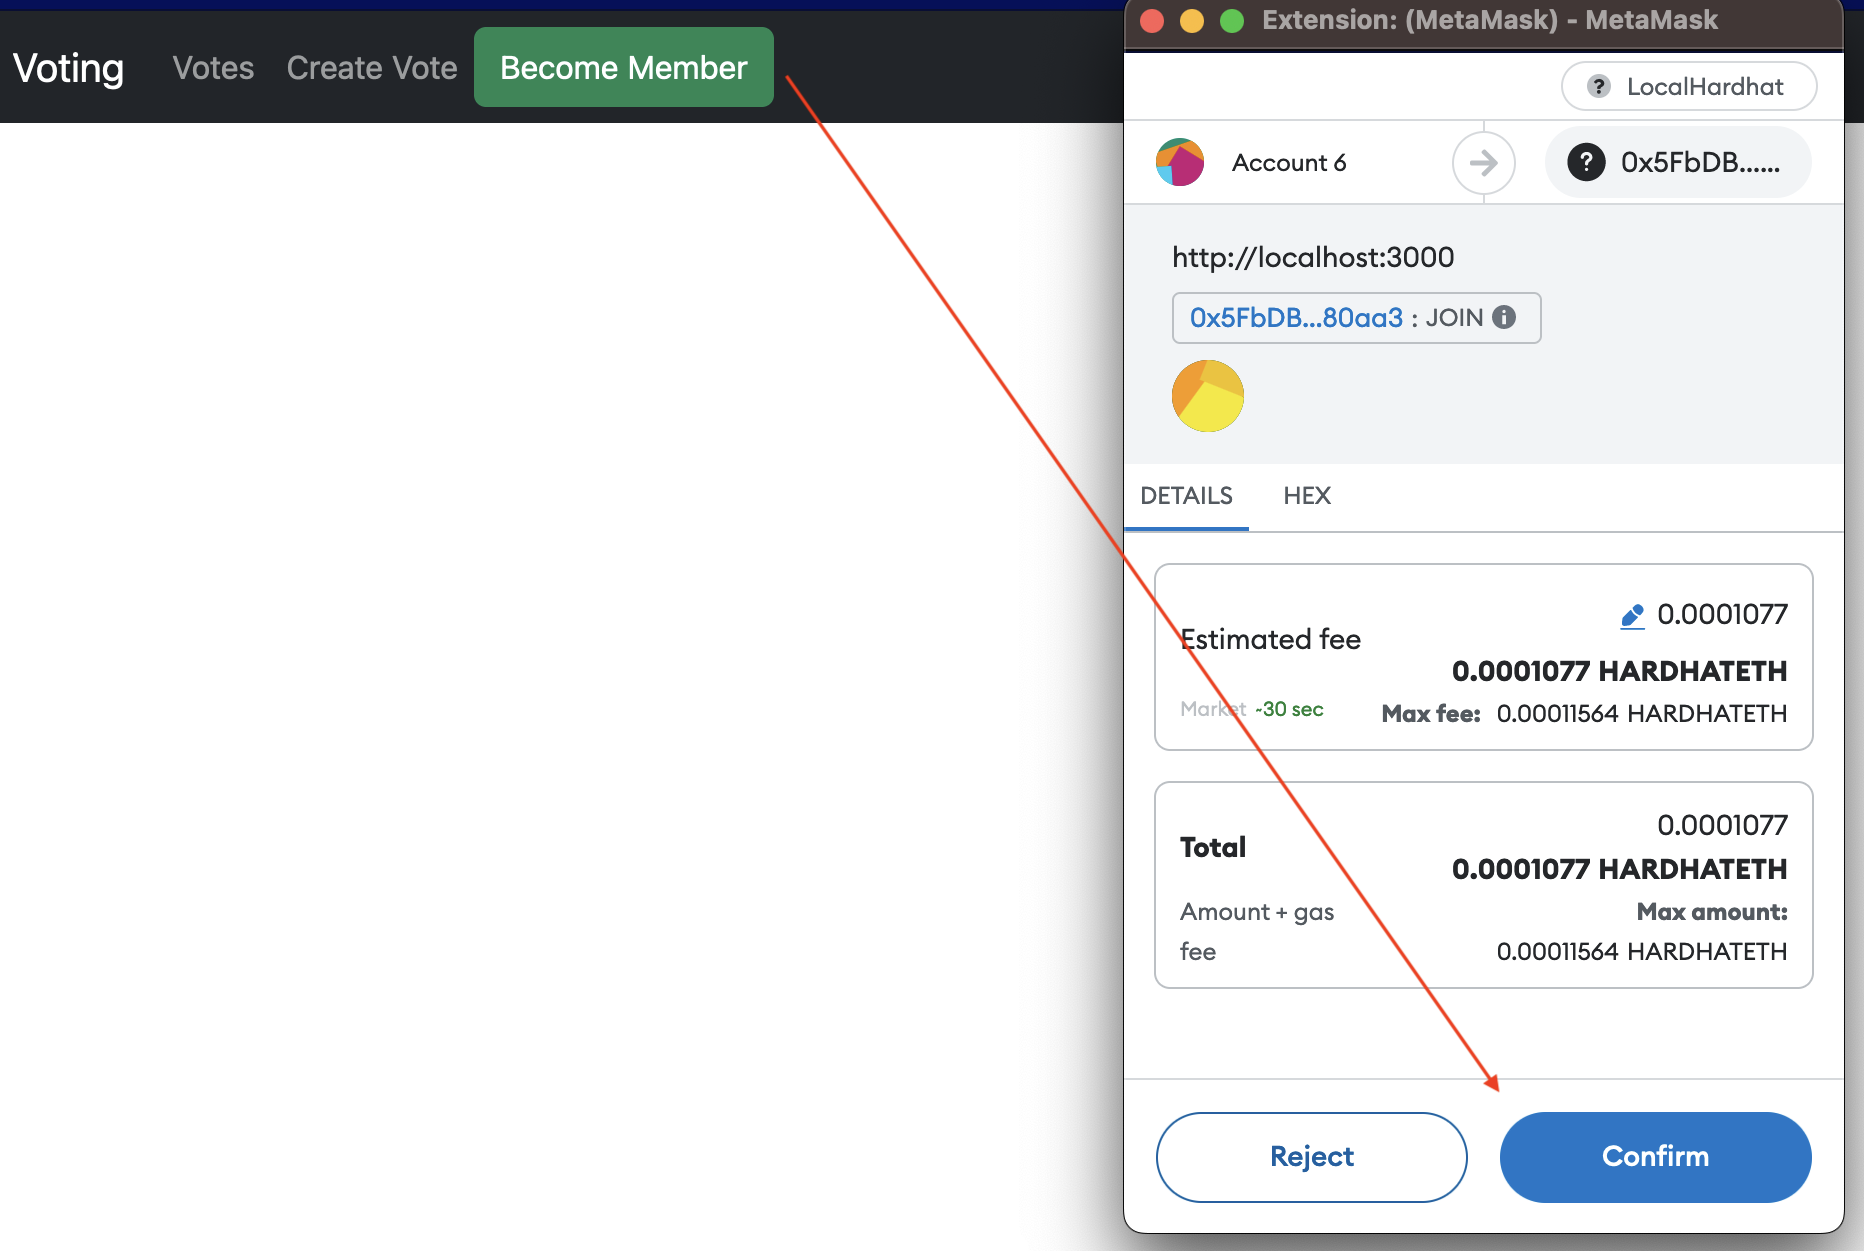 Voting Votes Create Vote Become Member
Extension: (MetaMask) - MetaMask
? LocalHardhat
Account 6 ? 0x5FbDB......
http://localhost:3000
0x5FbDB...80aa3 : JOIN
DETAILS HEX
0.0001077
Estimated fee
0.0001077 HARDHATETH
Market ~30 sec Max fee: 0.00011564 HARDHATETH
0.0001077
Total
0.0001077 HARDHATETH
Amount + gas Max amount:
fee 0.00011564 HARDHATETH
Reject Confirm